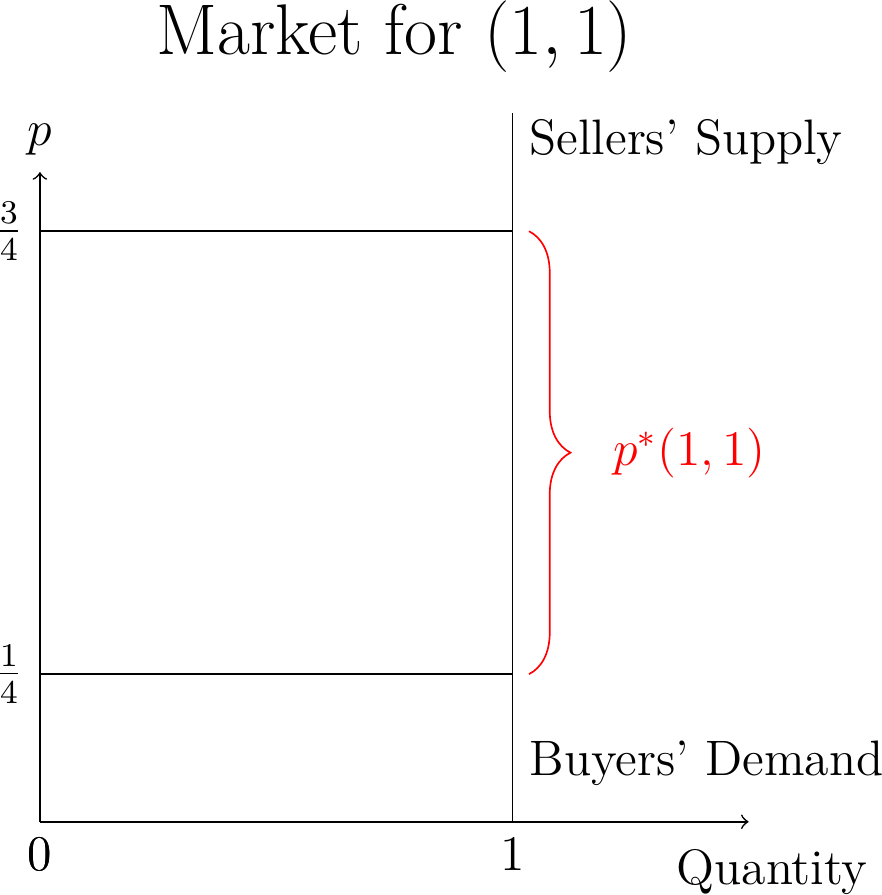 Market for (1, 1)
p
Sellers’ Supply
3/4
p*(1, 1)
1/4
Buyers’ Demand
0
1
Quantity